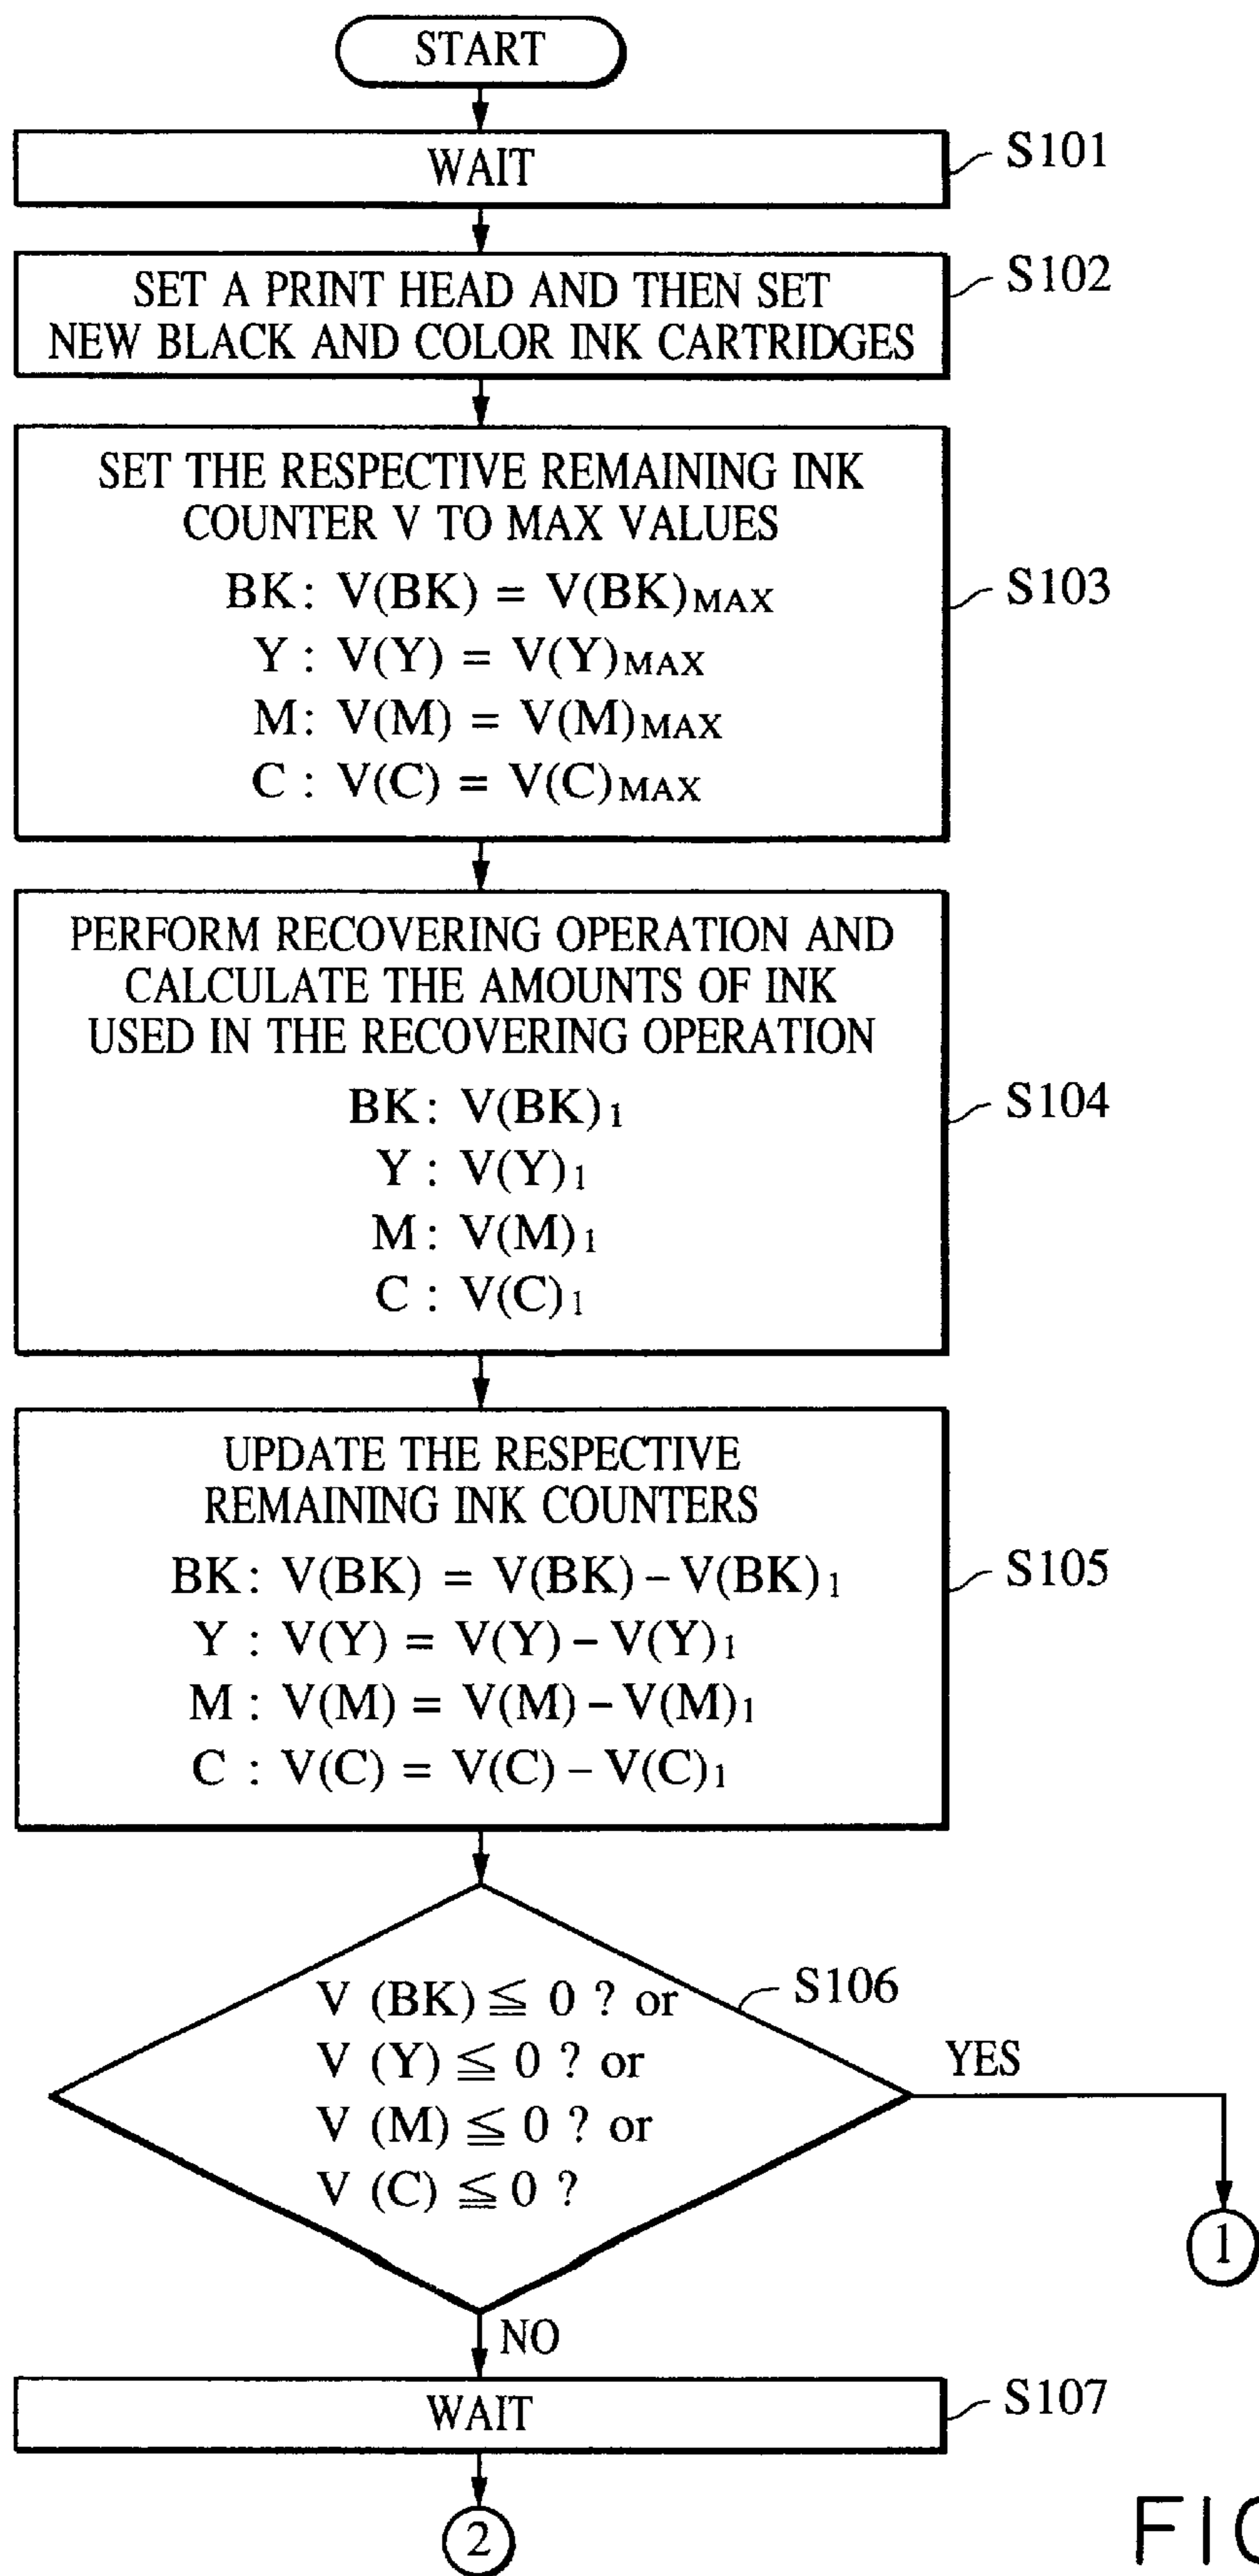 START
WAIT
S101
SET A PRINT HEAD AND THEN SET
NEW BLACK AND COLOR INK CARTRIDGES
S102
SET THE RESPECTIVE REMAINING INK
COUNTER V TO MAX VALUES
BK: V(BK) = V(BK)MAX
Y : V(Y) = V(Y)MAX
M: V(M) = V(M)MAX
C : V(C) = V(C)MAX
S103
PERFORM RECOVERING OPERATION AND
CALCULATE THE AMOUNTS OF INK
USED IN THE RECOVERING OPERATION
BK: V(BK)1
Y : V(Y)1
M : V(M)1
C : V(C)1
S104
UPDATE THE RESPECTIVE
REMAINING INK COUNTERS
BK: V(BK) = V(BK) – V(BK)1
Y : V(Y) = V(Y) – V(Y)1
M : V(M) = V(M) – V(M)1
C : V(C) = V(C) – V(C)1
S105
V (BK) ≦ 0 ? or
V (Y) ≦ 0 ? or
V (M) ≦ 0 ? or
V (C) ≦ 0 ?
S106
YES
1
NO
WAIT
S107
2